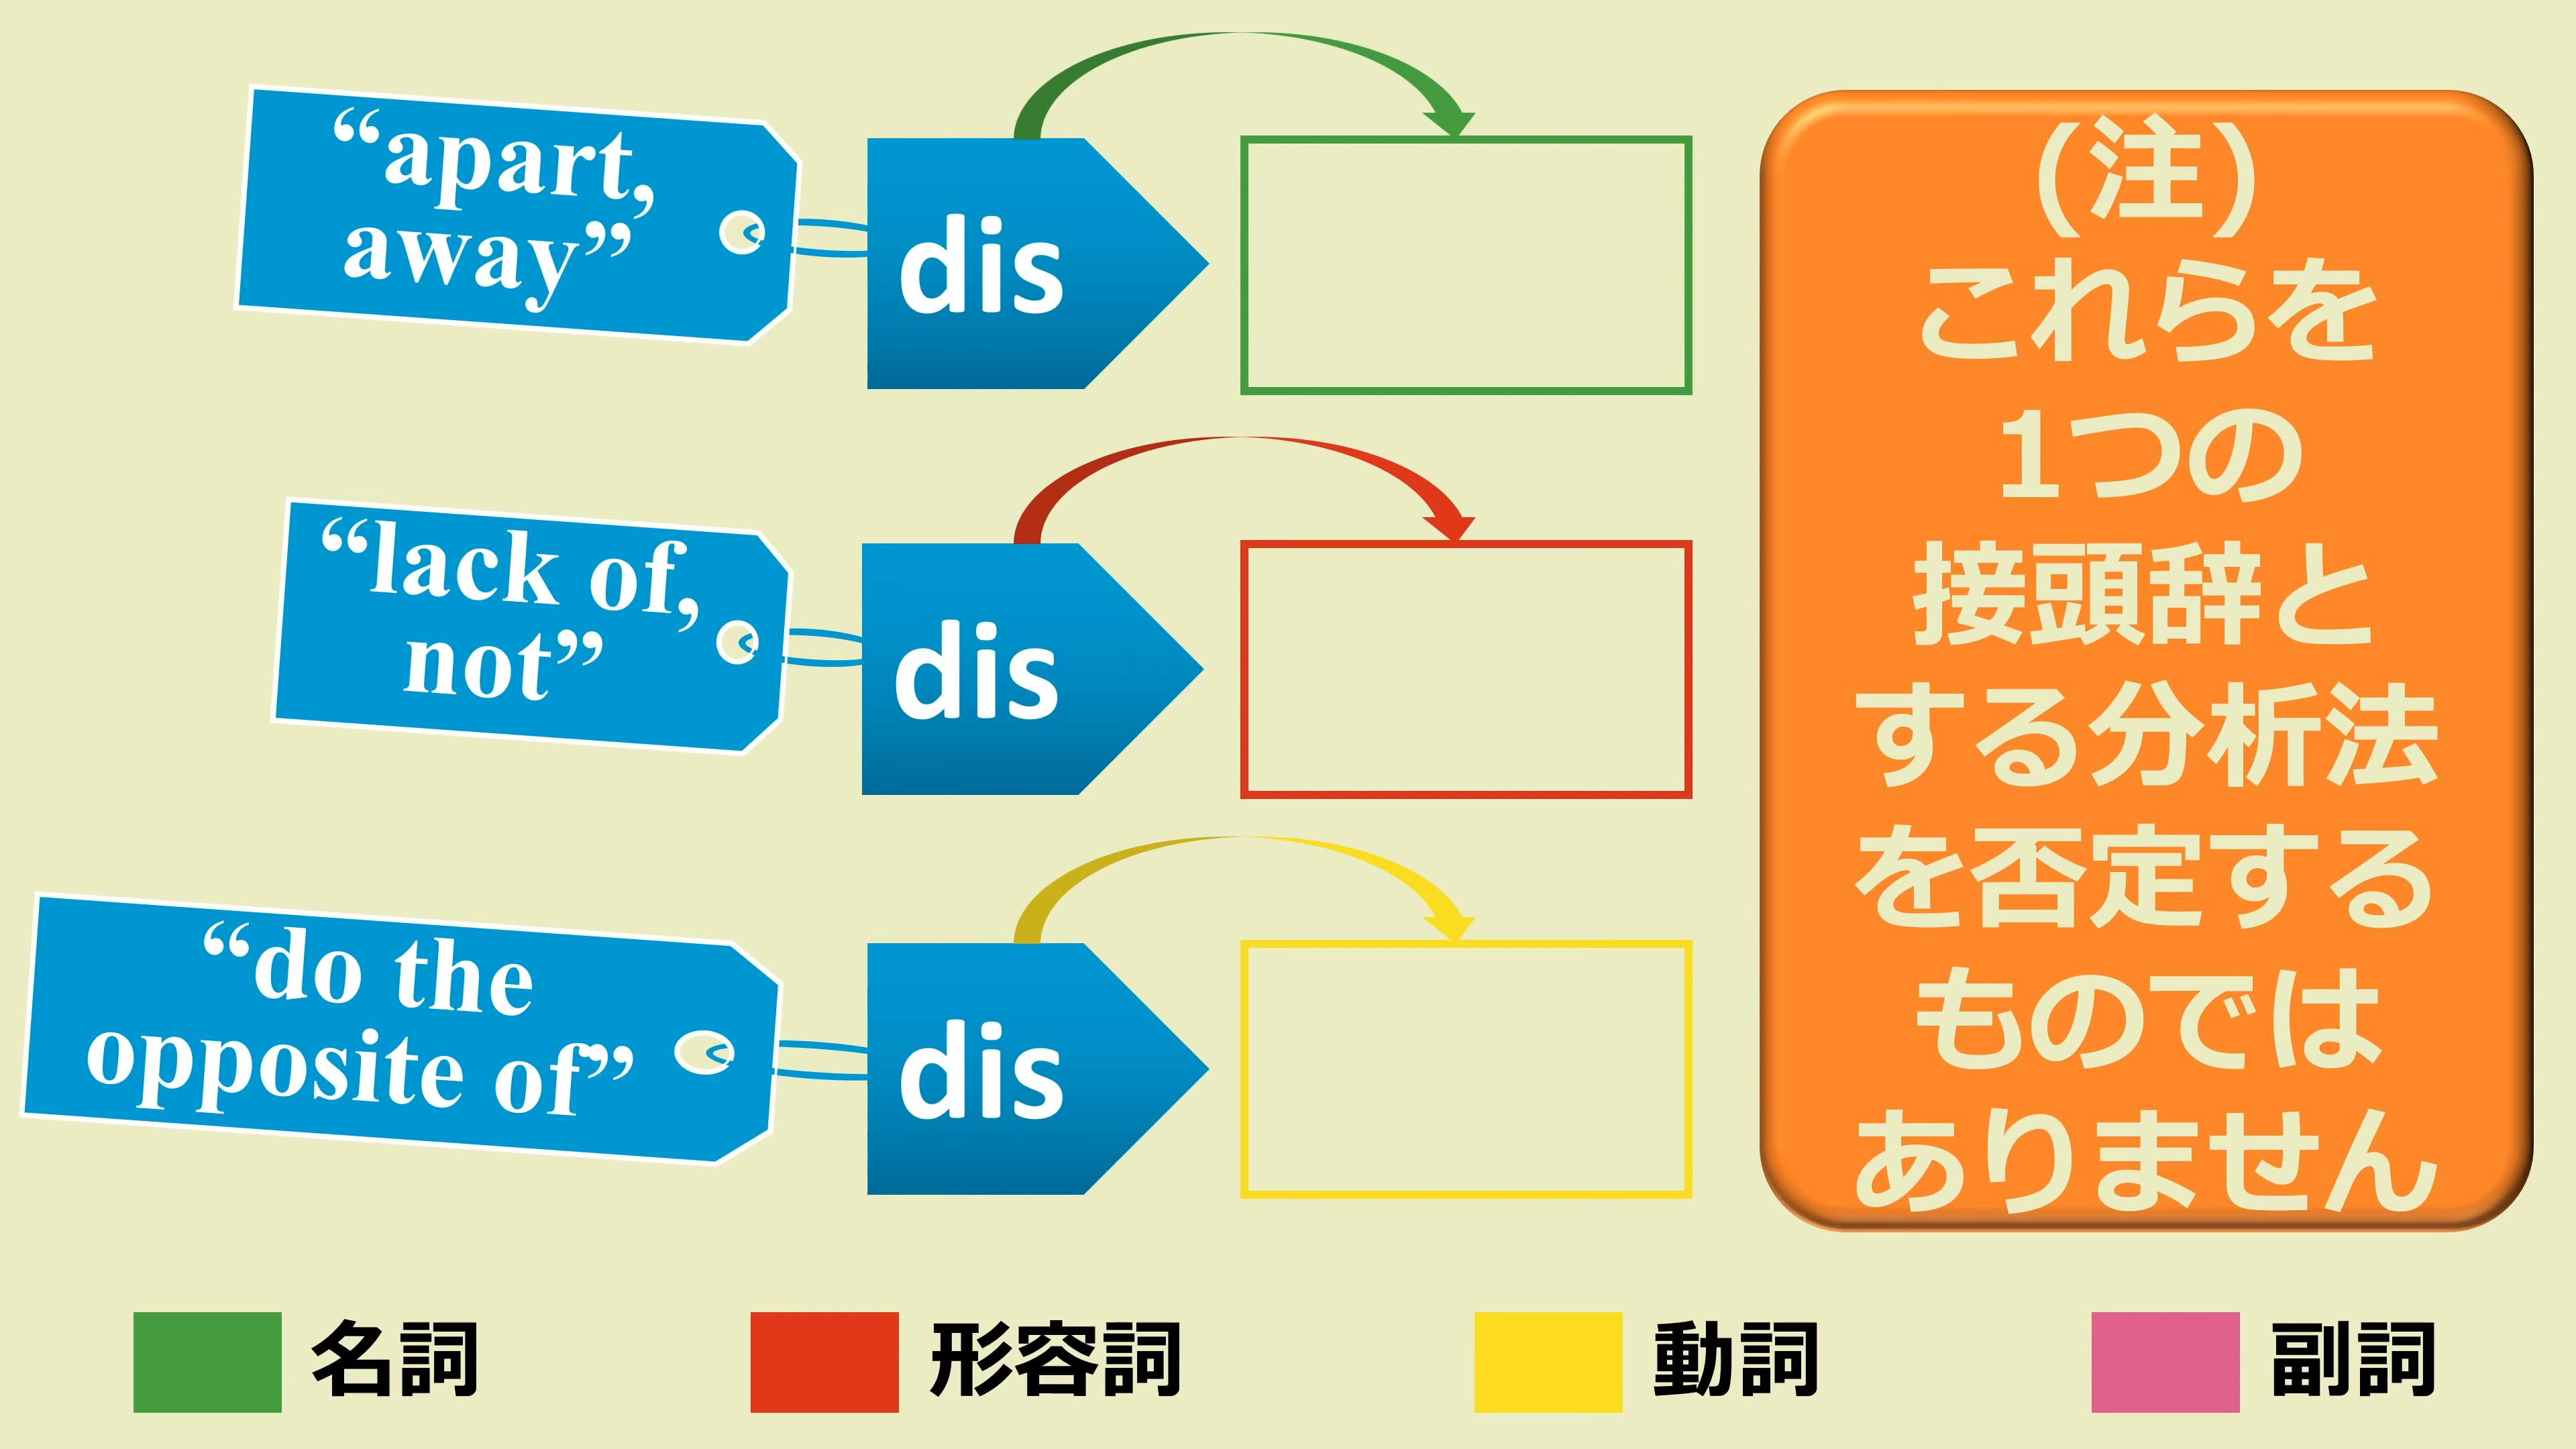 “apart,
away”
dis
“lack of,
not”
dis
“do the
opposite of”
dis
(注)
これらを
1つの
接頭辞と
する分析法
を否定する
ものでは
ありません
名詞
形容詞
動詞
副詞